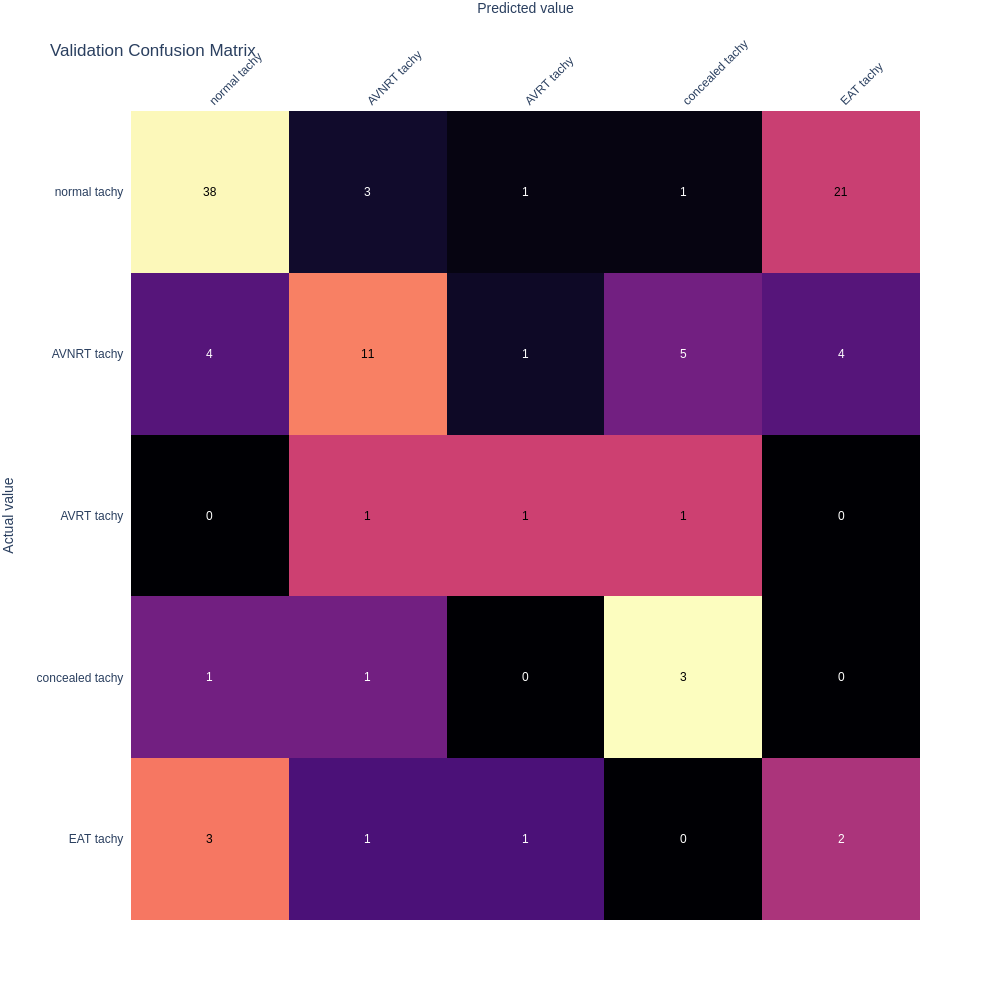 Predicted value
Validation Confusion Matrix
normal tachy AVNRT tachy AVRT tachy concealed tachy EAT tachy
normal tachy 38 3 1 1 21
AVNRT tachy 4 11 1 5 4
Actual value
AVRT tachy 0 1 1 1 0
concealed tachy 1 1 0 3 0
EAT tachy 3 1 1 0 2